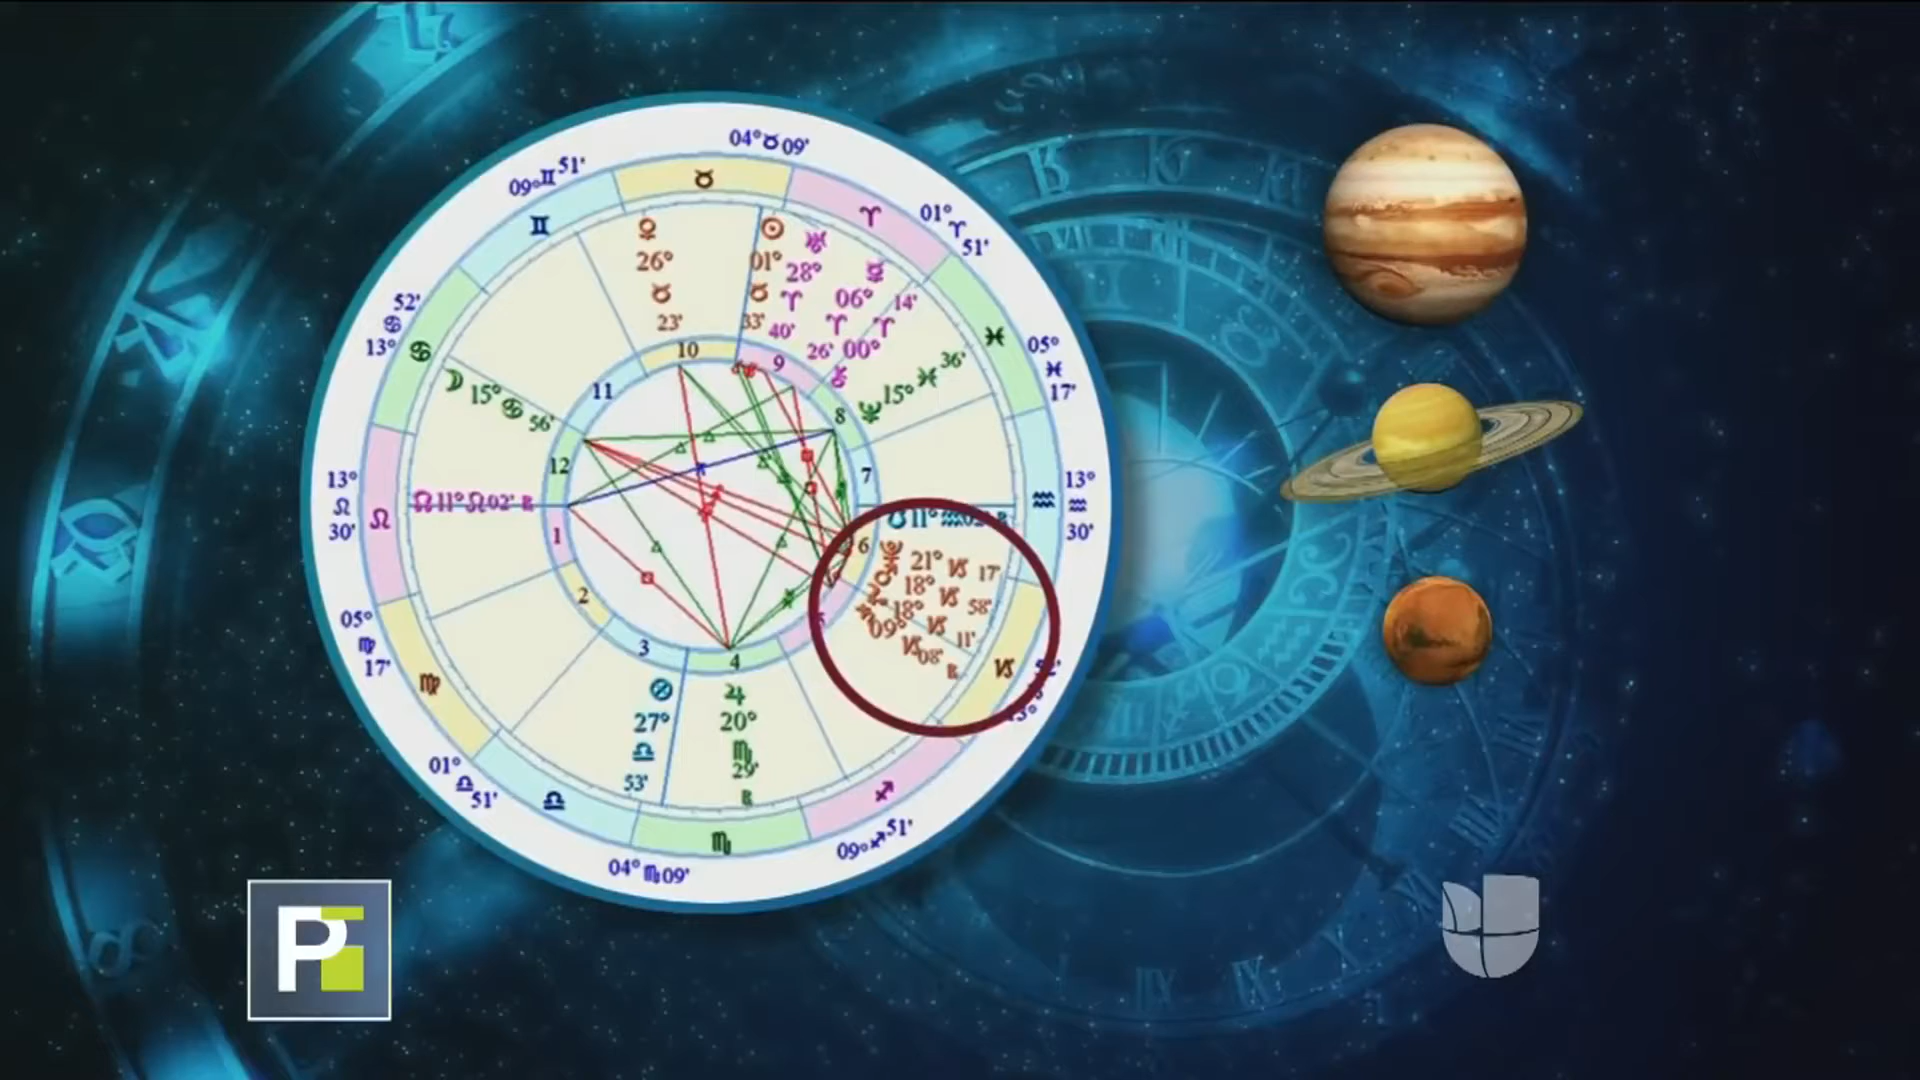 04° ♉ 09'
09° ♊ 51'
♉
♊
♈
01° ♈ 51'
♀ 26° ♉ 23'
☉ 01° ♉ 33'
♅ 28° ♈ 40'
☿ 06° ♈ 26'
14' ♈ 00° ⚷
52' ♋ 13°
♋
♓
05° ♓ 17'
10
9
11
8
☽ 15° ♋ 56'
♆ 15° ♓ 36'
12
7
13° ♌ 30'
♌
☊ 11° ♌ 02' ℞
♒
13° ♒ 30'
☋ 11° ♒
1
6
21° ♑ 17'
18° ♑ 58'
18° ♑ 11'
09° ♑ 08' ℞
2
5
3
4
05° ♍ 17'
♍
♑
27° ♎ 53'
♃ 20° ♏ 29' ℞
01° ♎ 51'
♎
♏
♐
09° ♐ 51'
04° ♏ 09'
P